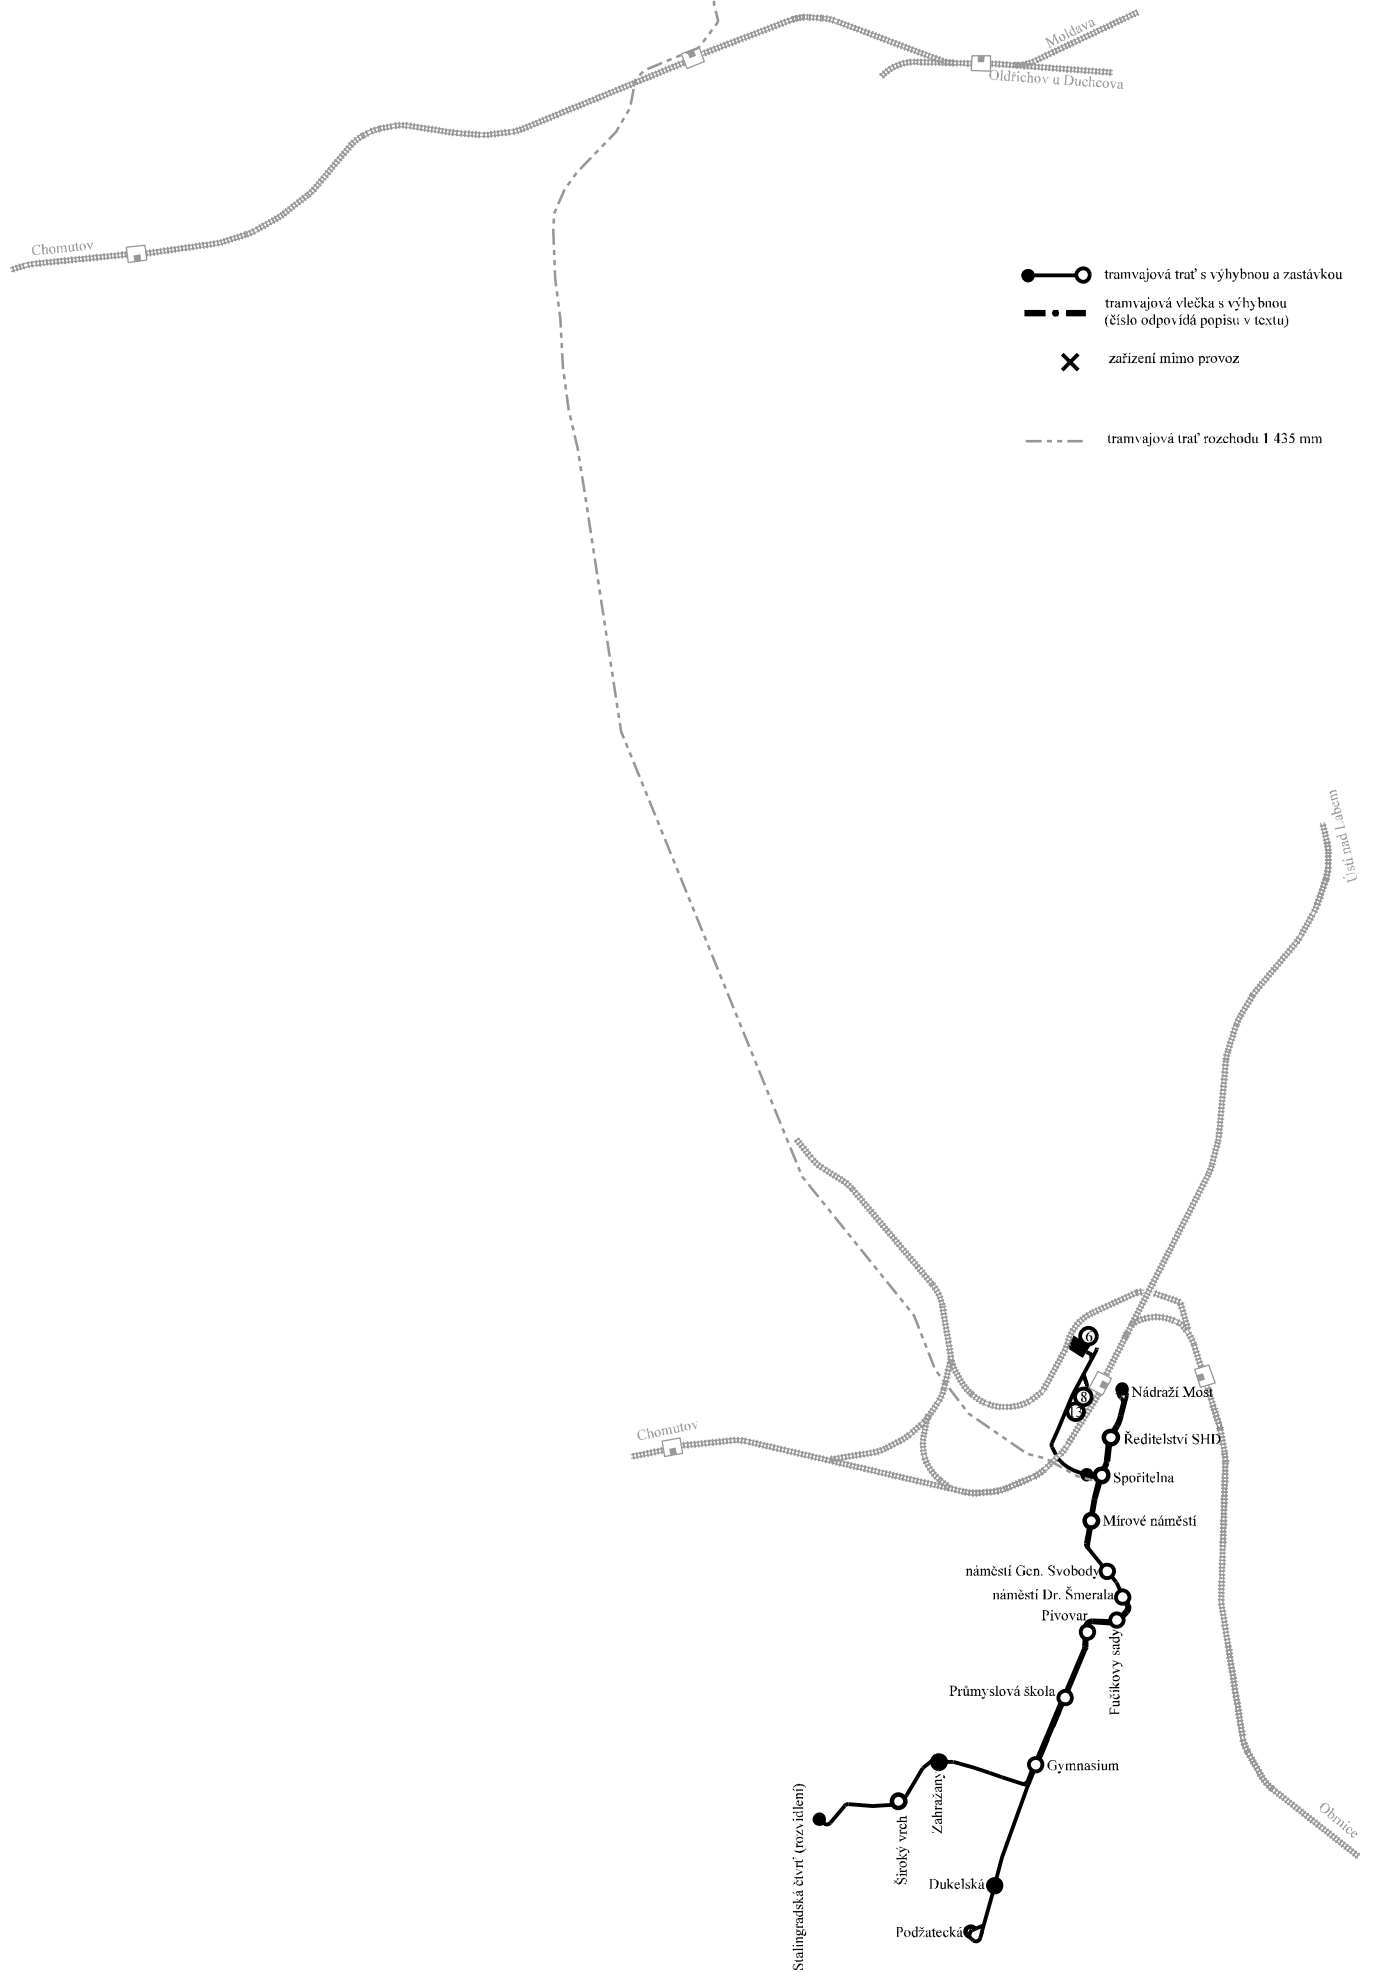 Moldava
Oldřichov u Duchcova
Chomutov
tramvajová trať s výhybnou a zastávkou
tramvajová vlečka s výhybnou
(číslo odpovídá popisu v textu)
zařízení mimo provoz
tramvajová trať rozchodu 1 435 mm
Ústí nad Labem
6
Nádraží Most
8
13
Ředitelství SHD
Chomutov
Spořitelna
Mírové náměstí
náměstí Gen. Svobody
náměstí Dr. Šmerala
Pivovar
Fučíkovy sady
Průmyslová škola
Gymnasium
Zahražany
Široký vrch
Stalingradská čtvrť (rozvidlení)
Obrnice
Dukelská
Podžatecká